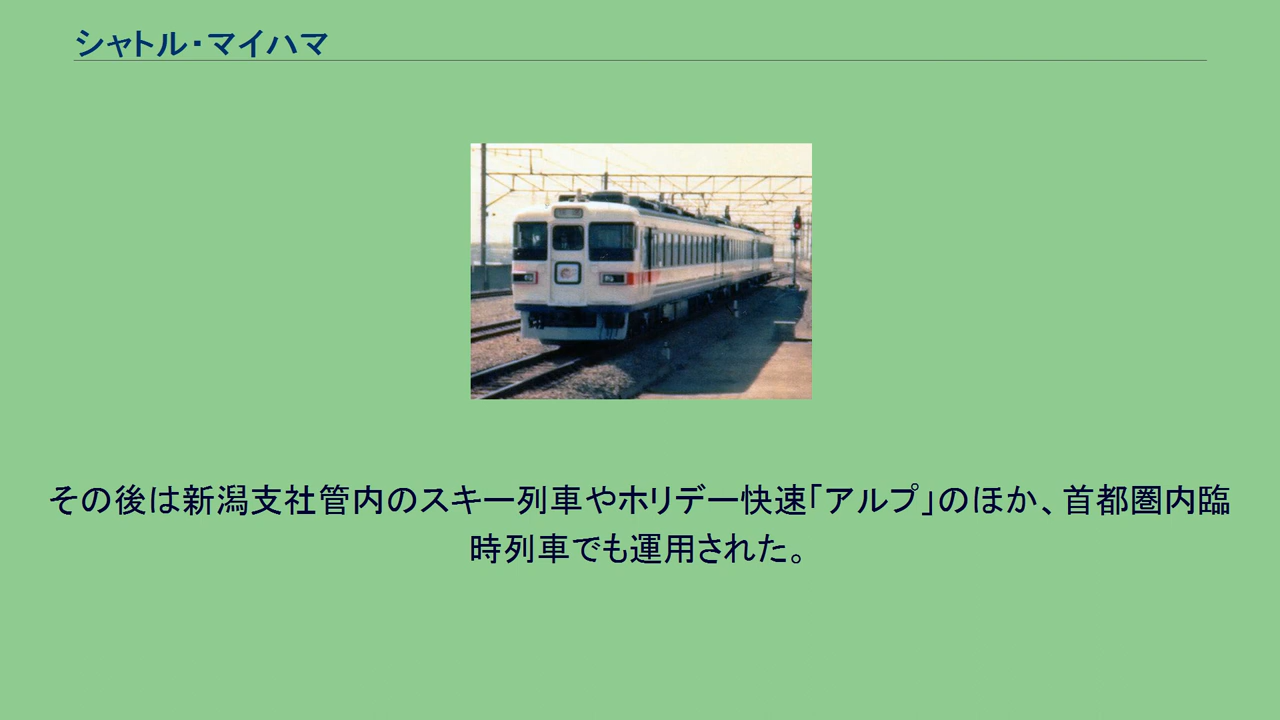 シャトル・マイハマ
その後は新潟支社管内のスキー列車やホリデー快速「アルプ」のほか、首都圏内臨
時列車でも運用された。